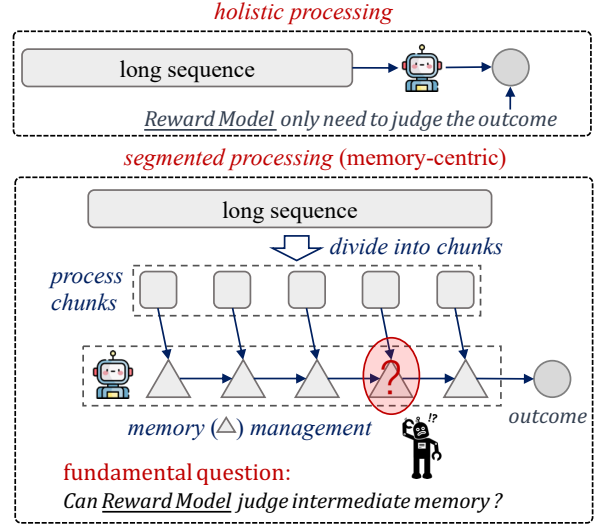 holistic processing
long sequence
Reward Model only need to judge the outcome
segmented processing (memory-centric)
long sequence
divide into chunks
process
chunks
?
!?
outcome
memory (△) management
fundamental question:
Can Reward Model judge intermediate memory ?